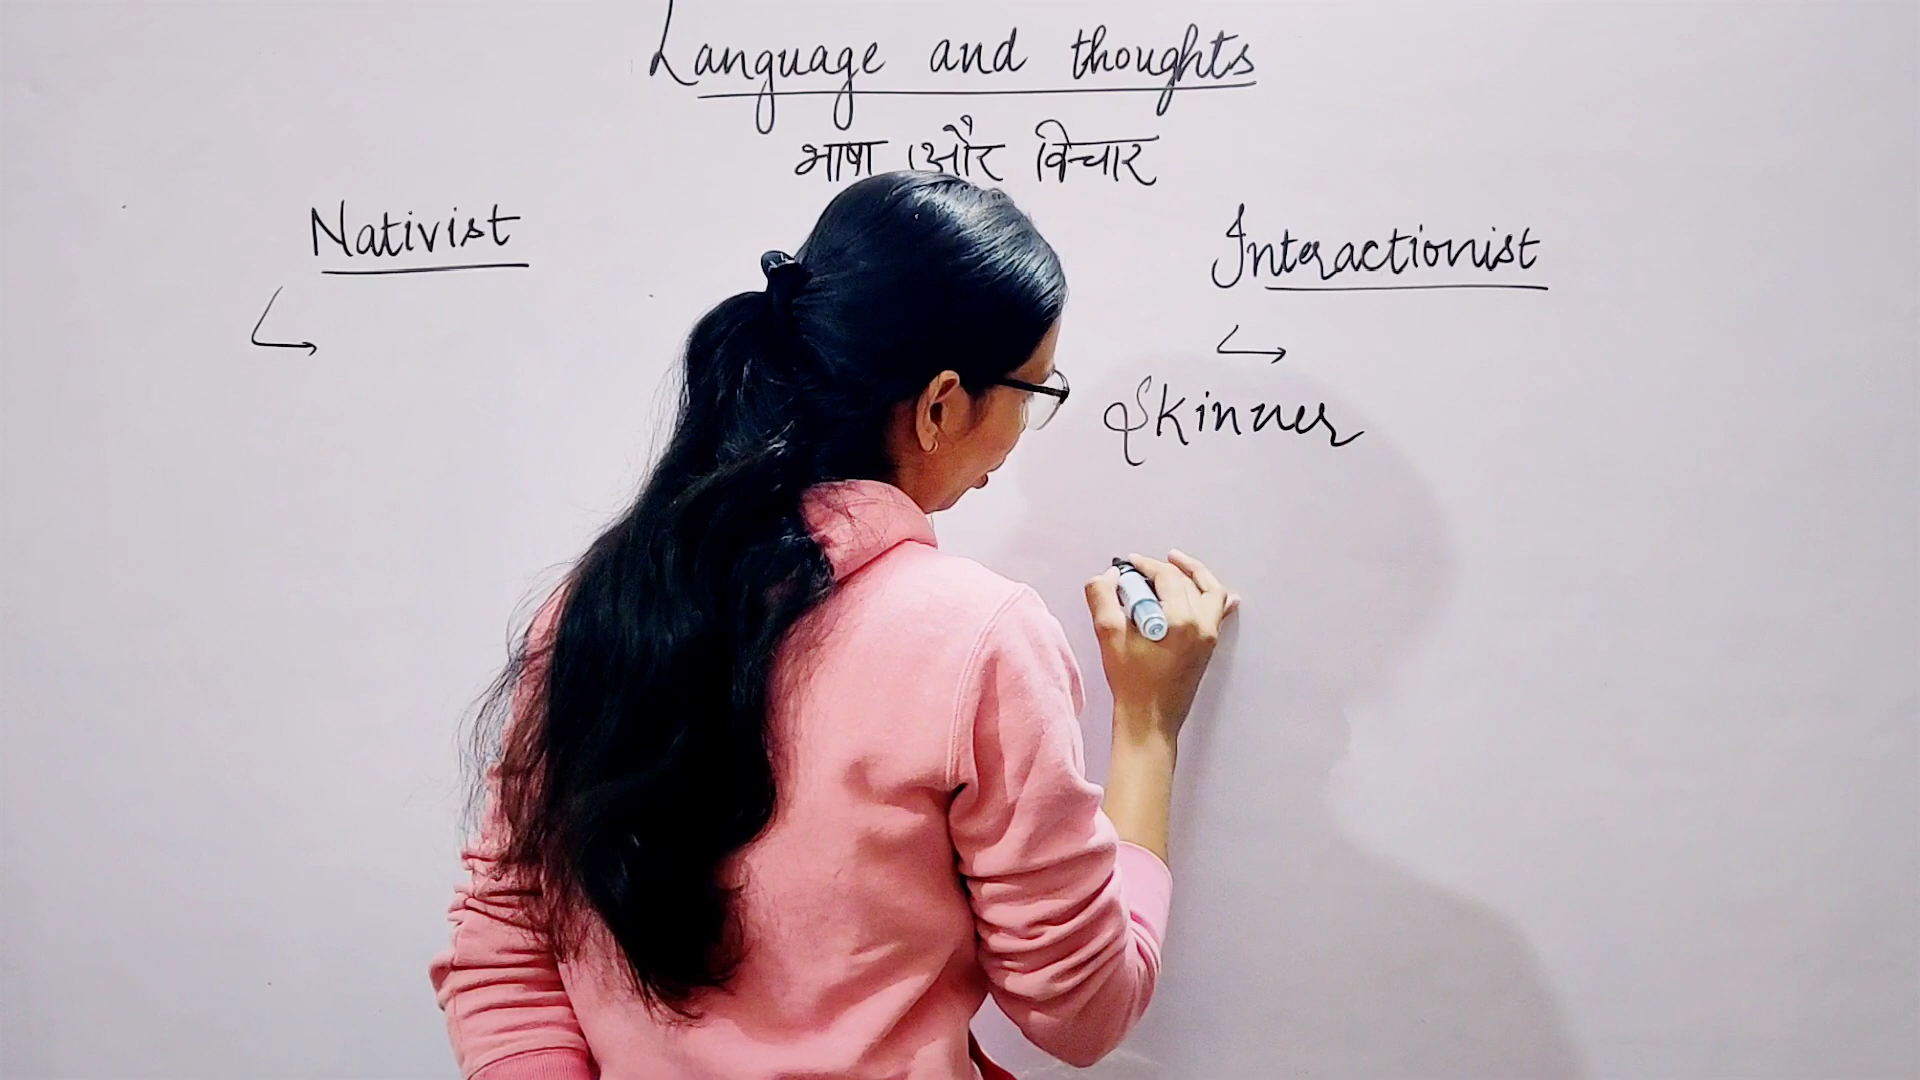 Language and thoughts
भाषा और विचार
Nativist
Interactionist
Skinner